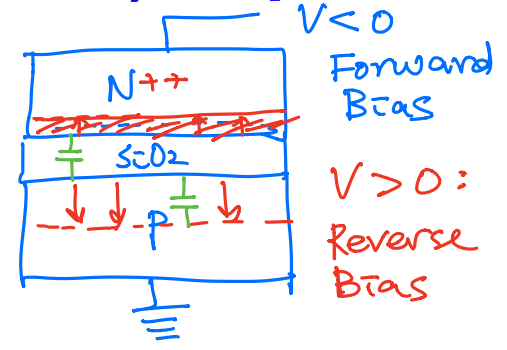 V<0
N++
Forward
Bias
SiO2
V>0:
P
Reverse
Bias